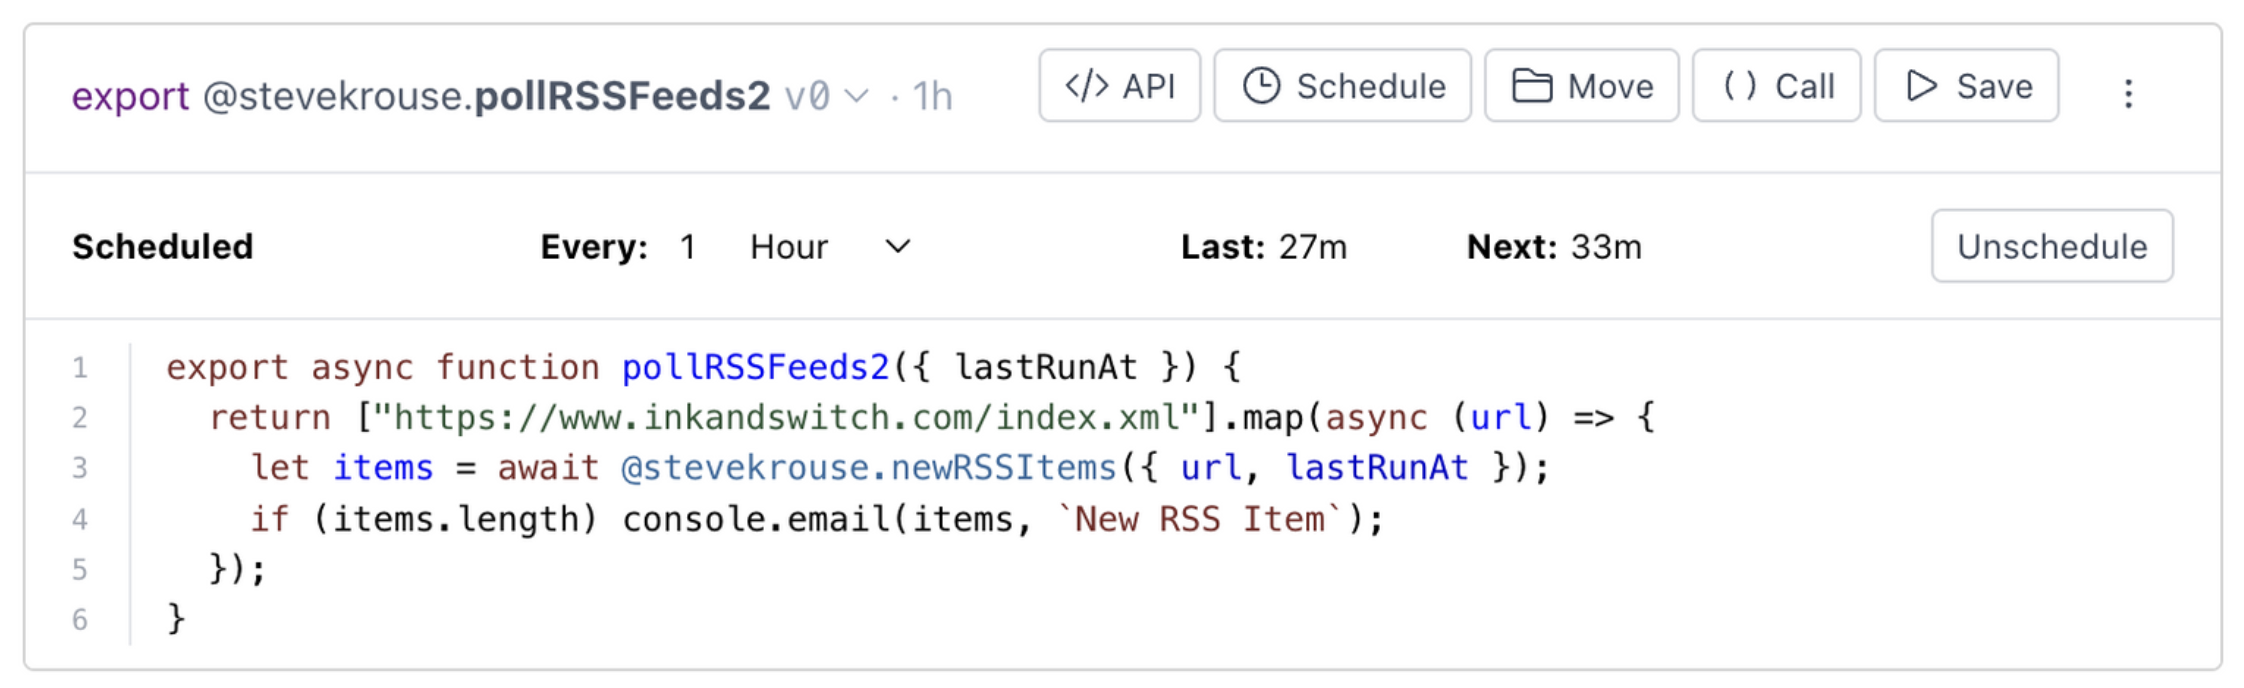 export @stevekrouse.pollRSSFeeds2 v0 · 1h </> API Schedule Move () Call Save
Scheduled Every: 1 Hour Last: 27m Next: 33m Unschedule
1 export async function pollRSSFeeds2({ lastRunAt }) {
2   return ["https://www.inkandswitch.com/index.xml"].map(async (url) => {
3     let items = await @stevekrouse.newRSSItems({ url, lastRunAt });
4     if (items.length) console.email(items, `New RSS Item`);
5   });
6 }